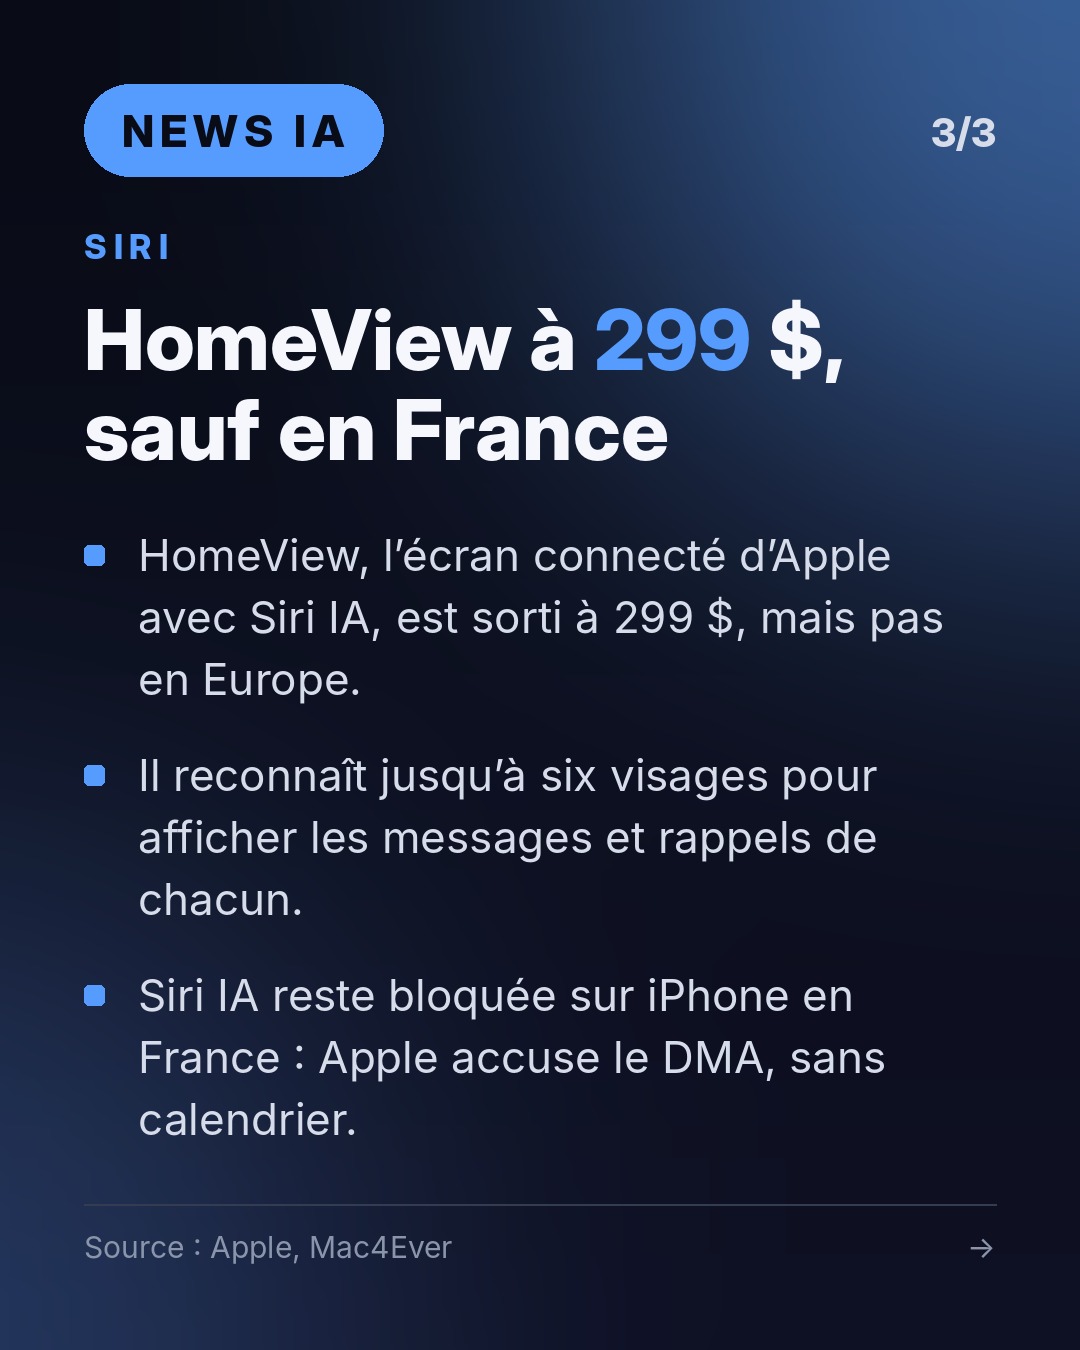 NEWS IA
3/3
SIRI
HomeView à 299 $,
sauf en France
HomeView, l’écran connecté d’Apple
avec Siri IA, est sorti à 299 $, mais pas
en Europe.
Il reconnaît jusqu’à six visages pour
afficher les messages et rappels de
chacun.
Siri IA reste bloquée sur iPhone en
France : Apple accuse le DMA, sans
calendrier.
Source : Apple, Mac4Ever
→